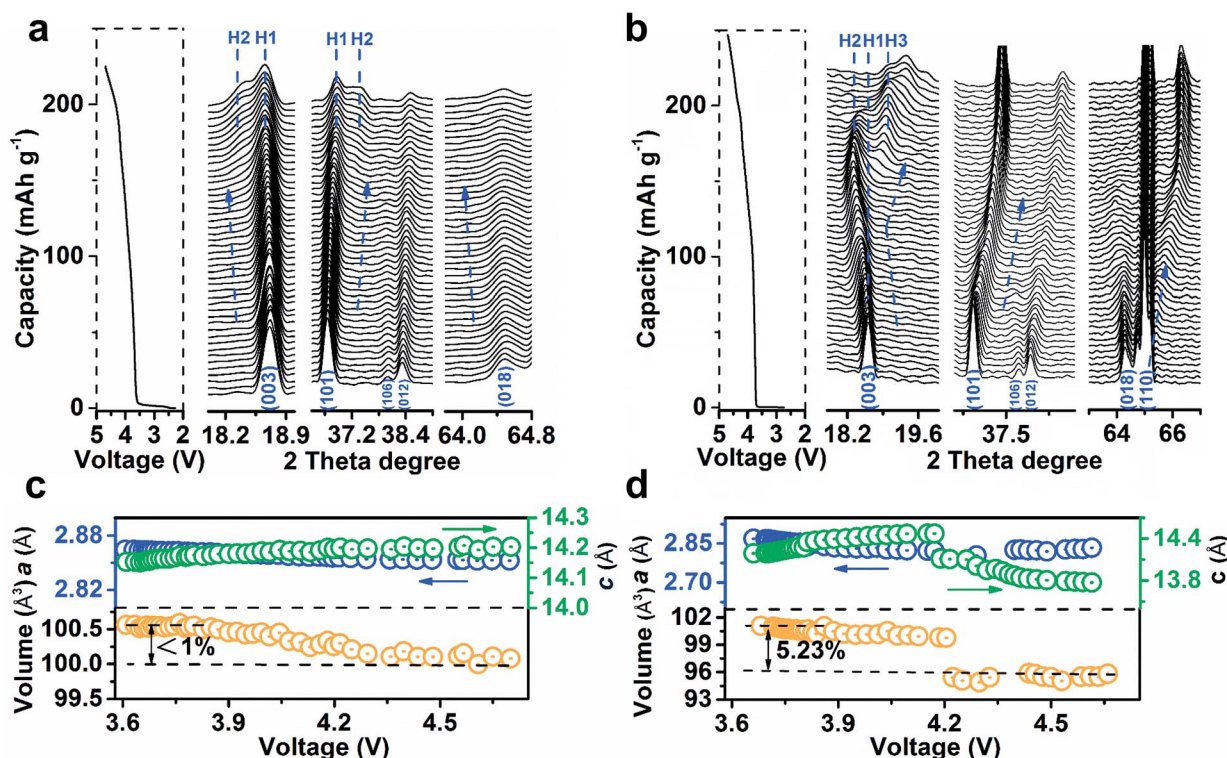 a
H2 H1 H1 H2
200
100
0
Capacity (mAh g⁻¹)
(003) (101) (106) (012) (018)
5 4 3 2 18.2 18.9 37.2 38.4 64.0 64.8
Voltage (V) 2 Theta degree
b
H2 H1 H3
200
100
0
Capacity (mAh g⁻¹)
(003) (101) (106) (012) (018) (110)
5 4 3 2 18.2 19.6 37.5 64 66
Voltage (V) 2 Theta degree
c
2.88
2.82
a (Å)
14.3
14.2
14.1
14.0
c (Å)
100.5
100.0
99.5
Volume (Å³)
<1%
3.6 3.9 4.2 4.5
Voltage (V)
d
2.85
2.70
a (Å)
14.4
13.8
c (Å)
102
99
96
93
Volume (Å³)
5.23%
3.6 3.9 4.2 4.5
Voltage (V)